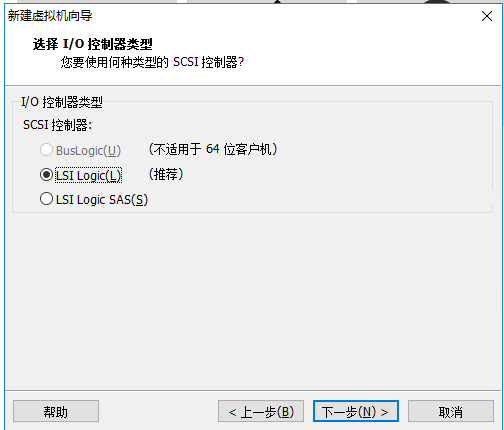 新建虚拟机向导
选择 I/O 控制器类型
您要使用何种类型的 SCSI 控制器?
I/O 控制器类型
SCSI 控制器:
BusLogic(U) (不适用于 64 位客户机)
LSI Logic(L) (推荐)
LSI Logic SAS(S)
帮助 < 上一步(B) 下一步(N) > 取消